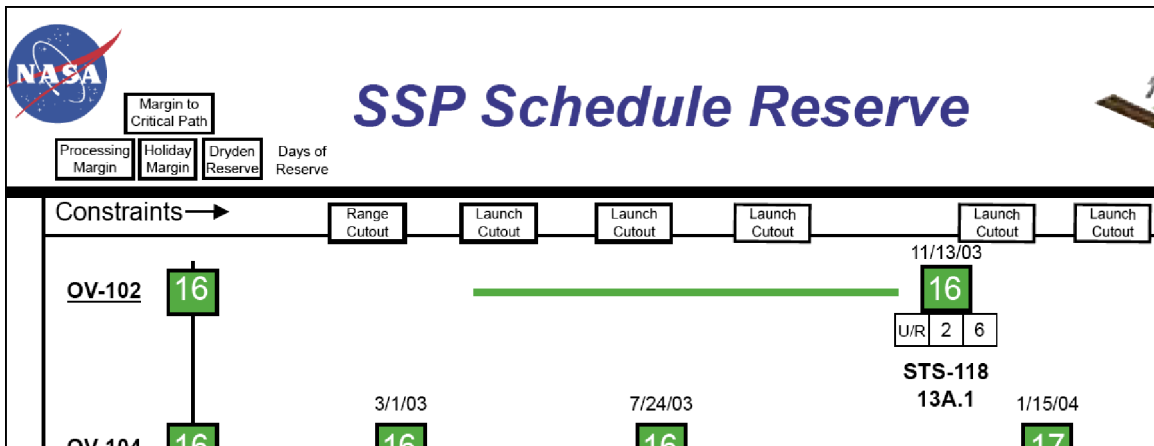 NASA
SSP Schedule Reserve
Margin to
Critical Path
Processing Margin
Holiday Margin
Dryden Reserve
Days of Reserve
Constraints
Range Cutout
Launch Cutout
Launch Cutout
Launch Cutout
Launch Cutout
Launch Cutout
11/13/03
OV-102 16 16
U/R 2 6
STS-118
13A.1
3/1/03 7/24/03 1/15/04
OV-104 16 16 16 17